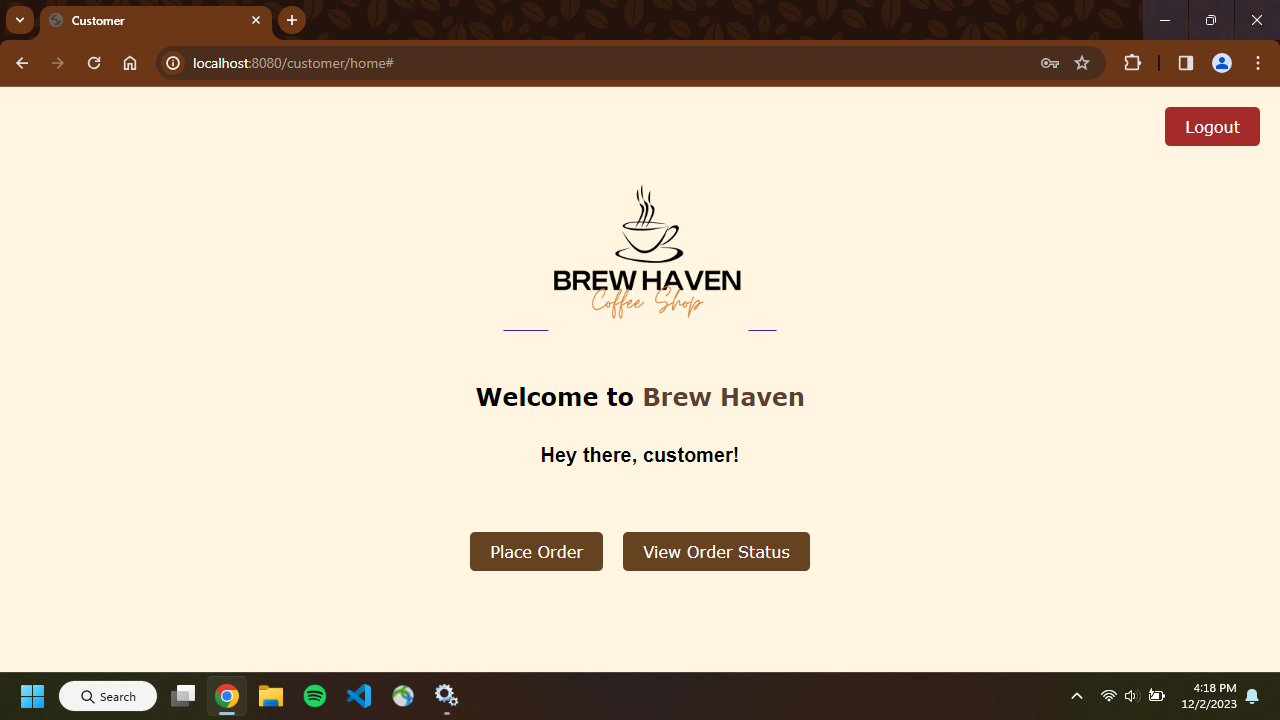 Customer
localhost:8080/customer/home#
Logout
BREW HAVEN
Coffee Shop
Welcome to Brew Haven
Hey there, customer!
Place Order
View Order Status
Search
4:18 PM
12/2/2023